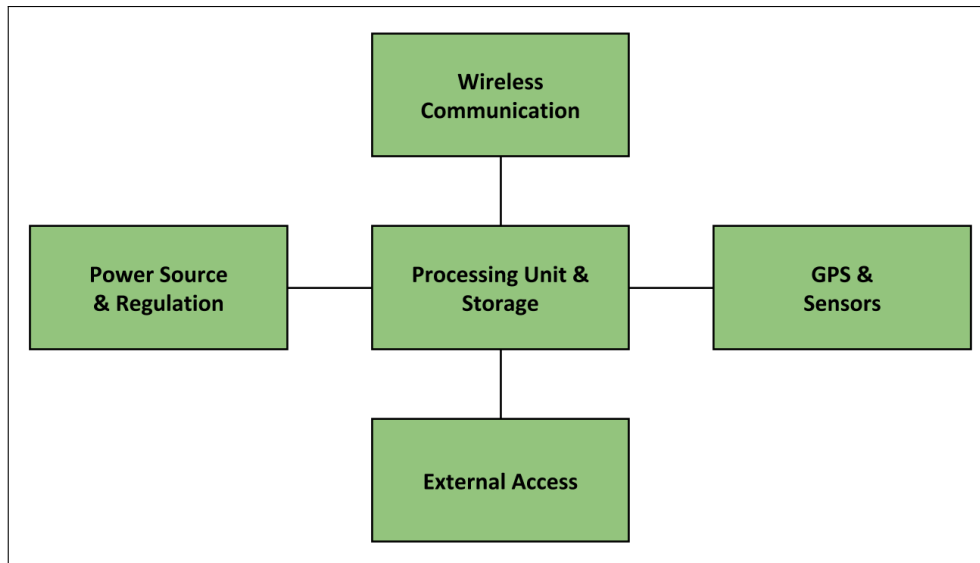 Wireless
Communication
Power Source
& Regulation
Processing Unit &
Storage
GPS &
Sensors
External Access